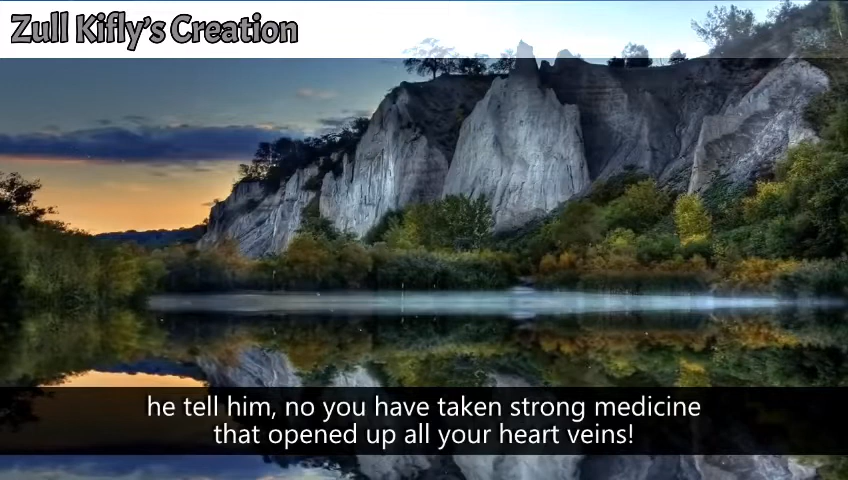 Zull Kifly's Creation
he tell him, no you have taken strong medicine
that opened up all your heart veins!